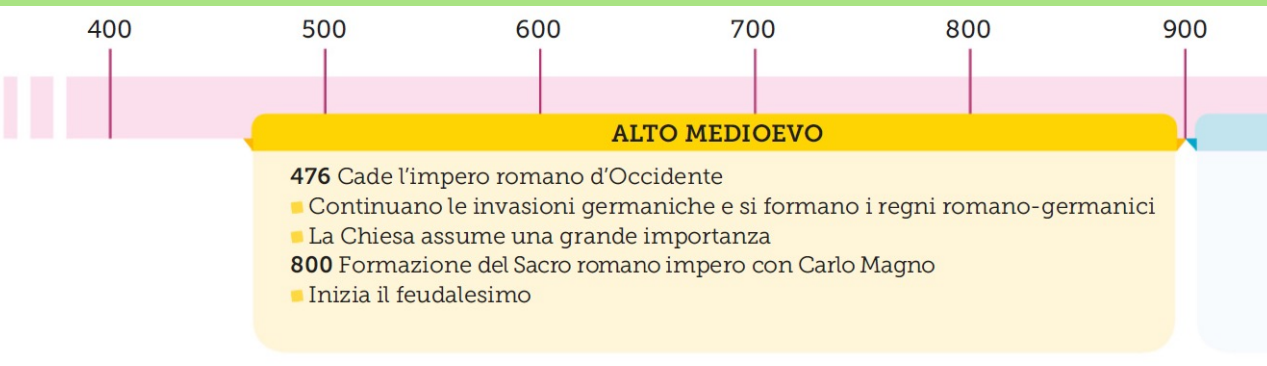 400 500 600 700 800 900
ALTO MEDIOEVO
476 Cade l’impero romano d’Occidente
Continuano le invasioni germaniche e si formano i regni romano-germanici
La Chiesa assume una grande importanza
800 Formazione del Sacro romano impero con Carlo Magno
Inizia il feudalesimo